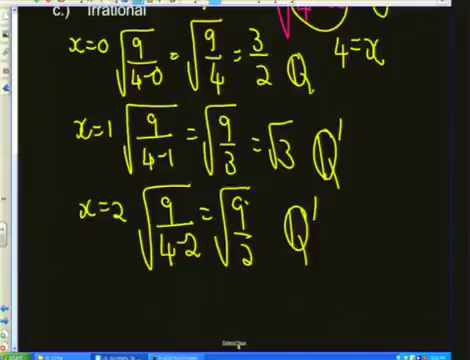 c.) Irrational
x=0 √(9/(4-0)) = √(9/4) = 3/2 Q 4=x
x=1 √(9/(4-1)) = √(9/3) = √3 Q'
x=2 √(9/(4-2)) = √(9/2) Q'